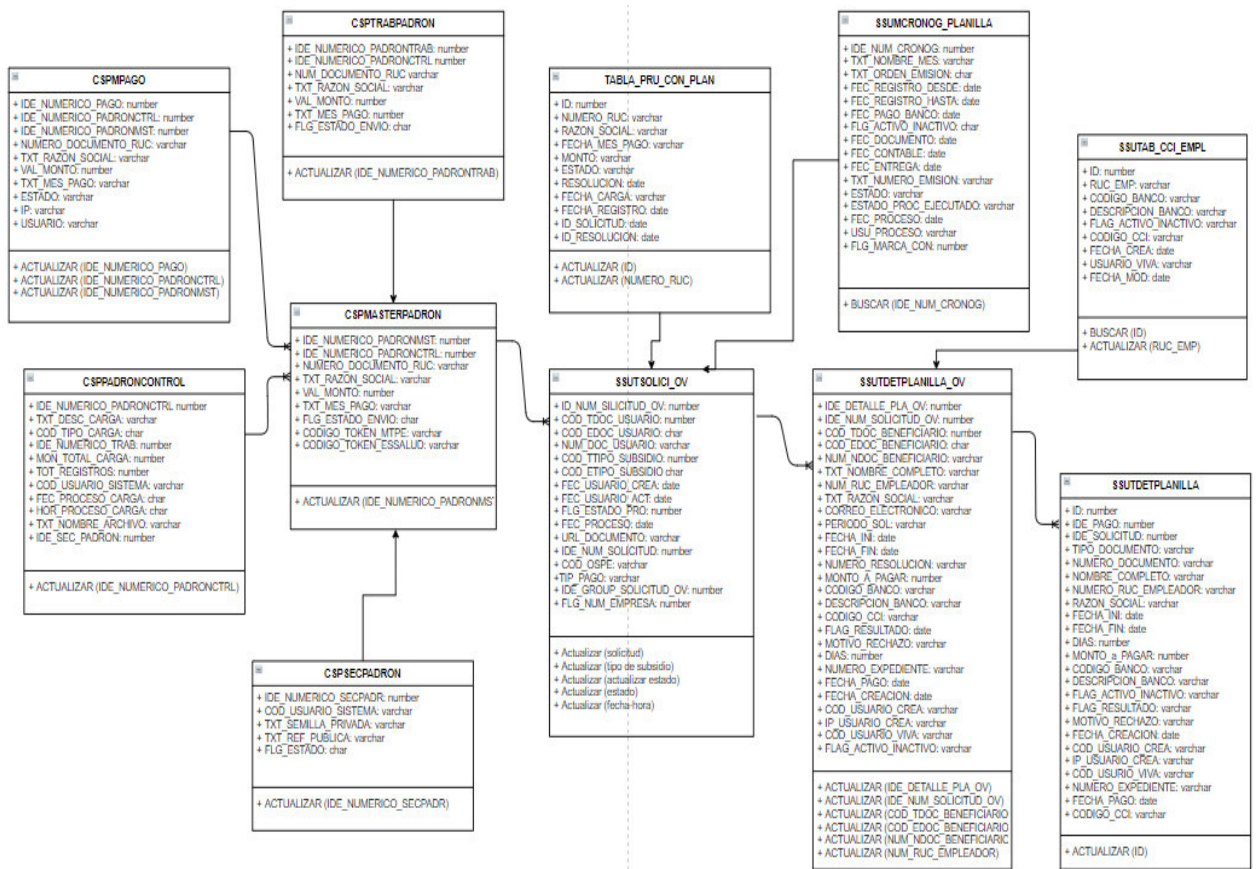 CSPMPAGO
+ IDE_NUMERICO_PAGO: number
+ IDE_NUMERICO_PADRONCTRL: number
+ IDE_NUMERICO_PADRONMST: number
+ NUMERO_DOCUMENTO_RUC: varchar
+ TXT_RAZON_SOCIAL: varchar
+ VAL_MONTO: number
+ TXT_MES_PAGO: varchar
+ ESTADO: varchar
+ IP: varchar
+ USUARIO: varchar
+ ACTUALIZAR (IDE_NUMERICO_PAGO)
+ ACTUALIZAR (IDE_NUMERICO_PADRONCTRL)
+ ACTUALIZAR (IDE_NUMERICO_PADRONMST)
CSPTRABPADRON
+ IDE_NUMERICO_PADRONTRAB: number
+ IDE_NUMERICO_PADRONCTRL number
+ NUM_DOCUMENTO_RUC varchar
+ TXT_RAZON_SOCIAL: varchar
+ VAL_MONTO: number
+ TXT_MES_PAGO: number
+ FLG_ESTADO_ENVIO: char
+ ACTUALIZAR (IDE_NUMERICO_PADRONTRAB)
TABLA_PRU_CON_PLAN
+ ID: number
+ NUMERO_RUC: varchar
+ RAZON_SOCIAL: varchar
+ FECHA_MES_PAGO: varchar
+ MONTO: varchar
+ ESTADO: varchar
+ RESOLUCION: date
+ FECHA_CARGA: varchar
+ FECHA_REGISTRO: date
+ ID_SOLICITUD: date
+ ID_RESOLUCION: date
+ ACTUALIZAR (ID)
+ ACTUALIZAR (NUMERO_RUC)
SSUMCRONOG_PLANILLA
+ IDE_NUM_CRONOG: number
+ TXT_NOMBRE_MES: varchar
+ TXT_ORDEN_EMISION: char
+ FEC_REGISTRO_DESDE: date
+ FEC_REGISTRO_HASTA: date
+ FEC_PAGO_BANCO: date
+ FLG_ACTIVO_INACTIVO: char
+ FEC_DOCUMENTO: date
+ FEC_CONTABLE: date
+ FEC_ENTREGA: date
+ TXT_NUMERO_EMISION: varchar
+ ESTADO: varchar
+ ESTADO_PROC_EJECUTADO: varchar
+ FEC_PROCESO: date
+ USU_PROCESO: varchar
+ FLG_MARCA_CON: number
+ BUSCAR (IDE_NUM_CRONOG)
SSUTAB_CCI_EMPL
+ ID: number
+ RUC_EMP: varchar
+ CODIGO_BANCO: varchar
+ DESCRIPCION_BANCO: varchar
+ FLAG_ACTIVO_INACTIVO: varchar
+ CODIGO_CCI: varchar
+ FECHA_CREA: date
+ USUARIO_VIVA: varchar
+ FECHA_MOD: date
+ BUSCAR (ID)
+ ACTUALIZAR (RUC_EMP)
CSPPADRONCONTROL
+ IDE_NUMERICO_PADRONCTRL number
+ TXT_DESC_CARGA: varchar
+ COD_TIPO_CARGA: char
+ IDE_NUMERICO_TRAB: number
+ MON_TOTAL_CARGA: number
+ TOT_REGISTROS: number
+ COD_USUARIO_SISTEMA: varchar
+ FEC_PROCESO_CARGA: char
+ HOR_PROCESO_CARGA: char
+ TXT_NOMBRE_ARCHIVO: varchar
+ IDE_SEC_PADRON: number
+ ACTUALIZAR (IDE_NUMERICO_PADRONCTRL)
CSPMASTERPADRON
+ IDE_NUMERICO_PADRONMST: number
+ IDE_NUMERICO_PADRONCTRL: number
+ NUMERO_DOCUMENTO_RUC: varchar
+ TXT_RAZON_SOCIAL: varchar
+ VAL_MONTO: number
+ TXT_MES_PAGO: varchar
+ FLG_ESTADO_ENVIO: char
+ CODIGO_TOKEN_MTPE: varchar
+ CODIGO_TOKEN_ESSALUD: varchar
+ ACTUALIZAR (IDE_NUMERICO_PADRONMST
CSPSECPADRON
+ IDE_NUMERICO_SECPADR: number
+ COD_USUARIO_SISTEMA: varchar
+ TXT_SEMILLA_PRIVADA: varchar
+ TXT_REF_PUBLICA: varchar
+ FLG_ESTADO: char
+ ACTUALIZAR (IDE_NUMERICO_SECPADR)
SSUTSOLICI_OV
+ ID_NUM_SILICITUD_OV: number
+ COD_TDOC_USUARIO: number
+ COD_EDOC_USUARIO: char
+ NUM_DOC_USUARIO: varchar
+ COD_TTIPO_SUBSIDIO: number
+ COD_ETIPO_SUBSIDIO char
+ FEC_USUARIO_CREA: date
+ FEC_USUARIO_ACT: date
+ FLG_ESTADO_PRO: number
+ FEC_PROCESO: date
+ URL_DOCUMENTO: varchar
+ IDE_NUM_SOLICITUD: number
+ COD_OSPE: varchar
+TIP_PAGO: varchar
+ IDE_GROUP_SOLICITUD_OV: number
+ FLG_NUM_EMPRESA: number
+ Actualizar (solicitud)
+ Actualizar (tipo de subsidio)
+ Actualizar (actualizar estado)
+ Actualizar (estado)
+ Actualizar (fecha-hora)
SSUTDETPLANILLA_OV
+ IDE_DETALLE_PLA_OV: number
+ IDE_NUM_SOLICITUD_OV: number
+ COD_TDOC_BENEFICIARIO: number
+ COD_EDOC_BENEFICIARIO: char
+ NUM_NDOC_BENEFICIARIO: varchar
+ TXT_NOMBRE_COMPLETO: varchar
+ NUM_RUC_EMPLEADOR: varchar
+ TXT_RAZON_SOCIAL: varchar
+ CORREO_ELECTRONICO: varchar
+ PERIODO_SOL: varchar
+ FECHA_INI: date
+ FECHA_FIN: date
+ NUMERO_RESOLUCION: varchar
+ MONTO_A_PAGAR: number
+ CODIGO_BANCO: varchar
+ DESCRIPCION_BANCO: varchar
+ CODIGO_CCI: varchar
+ FLAG_RESULTADO: date
+ MOTIVO_RECHAZO: varchar
+ DIAS: number
+ NUMERO_EXPEDIENTE: varchar
+ FECHA_PAGO: date
+ FECHA_CREACION: date
+ COD_USUARIO_CREA: varchar
+ IP_USUARIO_CREA: varchar
+ COD_USUARIO_VIVA: varchar
+ FLAG_ACTIVO_INACTIVO: varchar
+ ACTUALIZAR (IDE_DETALLE_PLA_OV)
+ ACTUALIZAR (IDE_NUM_SOLICITUD_OV)
+ ACTUALIZAR (COD_TDOC_BENEFICIARIO
+ ACTUALIZAR (COD_EDOC_BENEFICIARIO
+ ACTUALIZAR (NUM_NDOC_BENEFICIARIO
+ ACTUALIZAR (NUM_RUC_EMPLEADOR)
SSUTDETPLANILLA
+ ID: number
+ IDE_PAGO: number
+ IDE_SOLICITUD: number
+ TIPO_DOCUMENTO: varchar
+ NUMERO_DOCUMENTO: varchar
+ NOMBRE_COMPLETO: varchar
+ NUMERO_RUC_EMPLEADOR: varchar
+ RAZON_SOCIAL: varchar
+ FECHA_INI: date
+ FECHA_FIN: date
+ DIAS: number
+ MONTO_a_PAGAR: number
+ CODIGO_BANCO: varchar
+ DESCRIPCION_BANCO: varchar
+ FLAG_ACTIVO_INACTIVO: varchar
+ FLAG_RESULTADO: varchar
+ MOTIVO_RECHAZO: varchar
+ FECHA_CREACION: date
+ COD_USUARIO_CREA: varchar
+ IP_USUARIO_CREA: varchar
+ COD_USURIO_VIVA: varchar
+ NUMERO_EXPEDIENTE: varchar
+ FECHA_PAGO: date
+ CODIGO_CCI: varchar
+ ACTUALIZAR (ID)